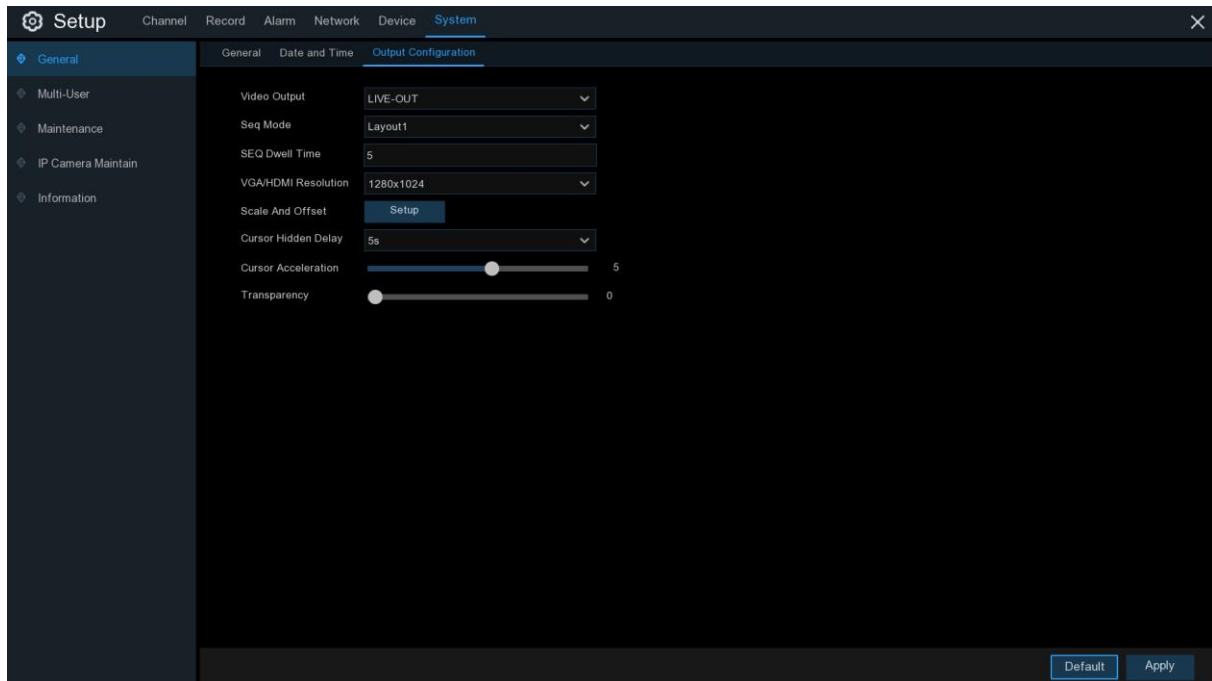 Setup Channel Record Alarm Network Device System
General Date and Time Output Configuration
General
Multi-User
Maintenance
IP Camera Maintain
Information
Video Output LIVE-OUT
Seq Mode Layout1
SEQ Dwell Time 5
VGA/HDMI Resolution 1280x1024
Scale And Offset Setup
Cursor Hidden Delay 5s
Cursor Acceleration 5
Transparency 0
Default Apply